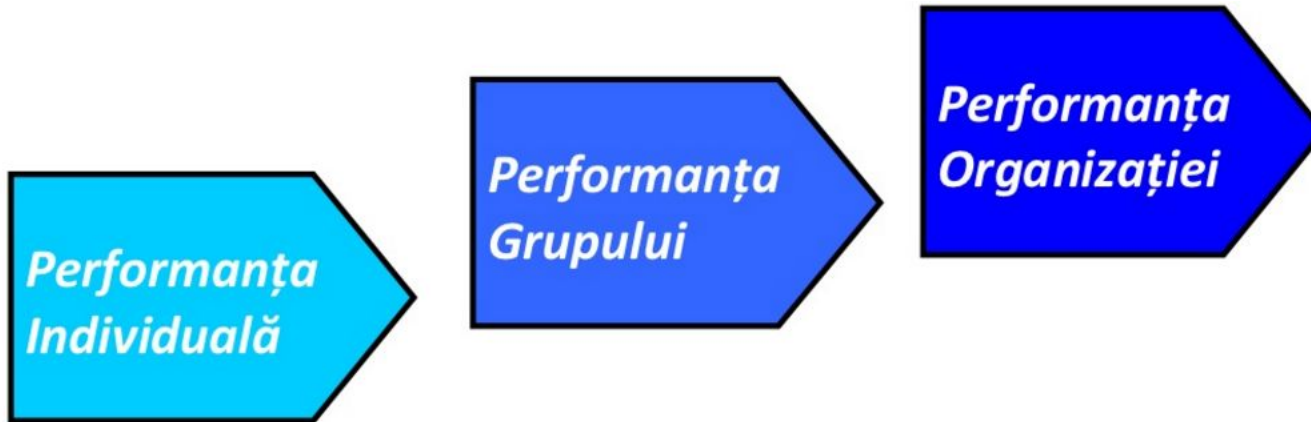 Performanța
Individuală
Performanța
Grupului
Performanța
Organizației